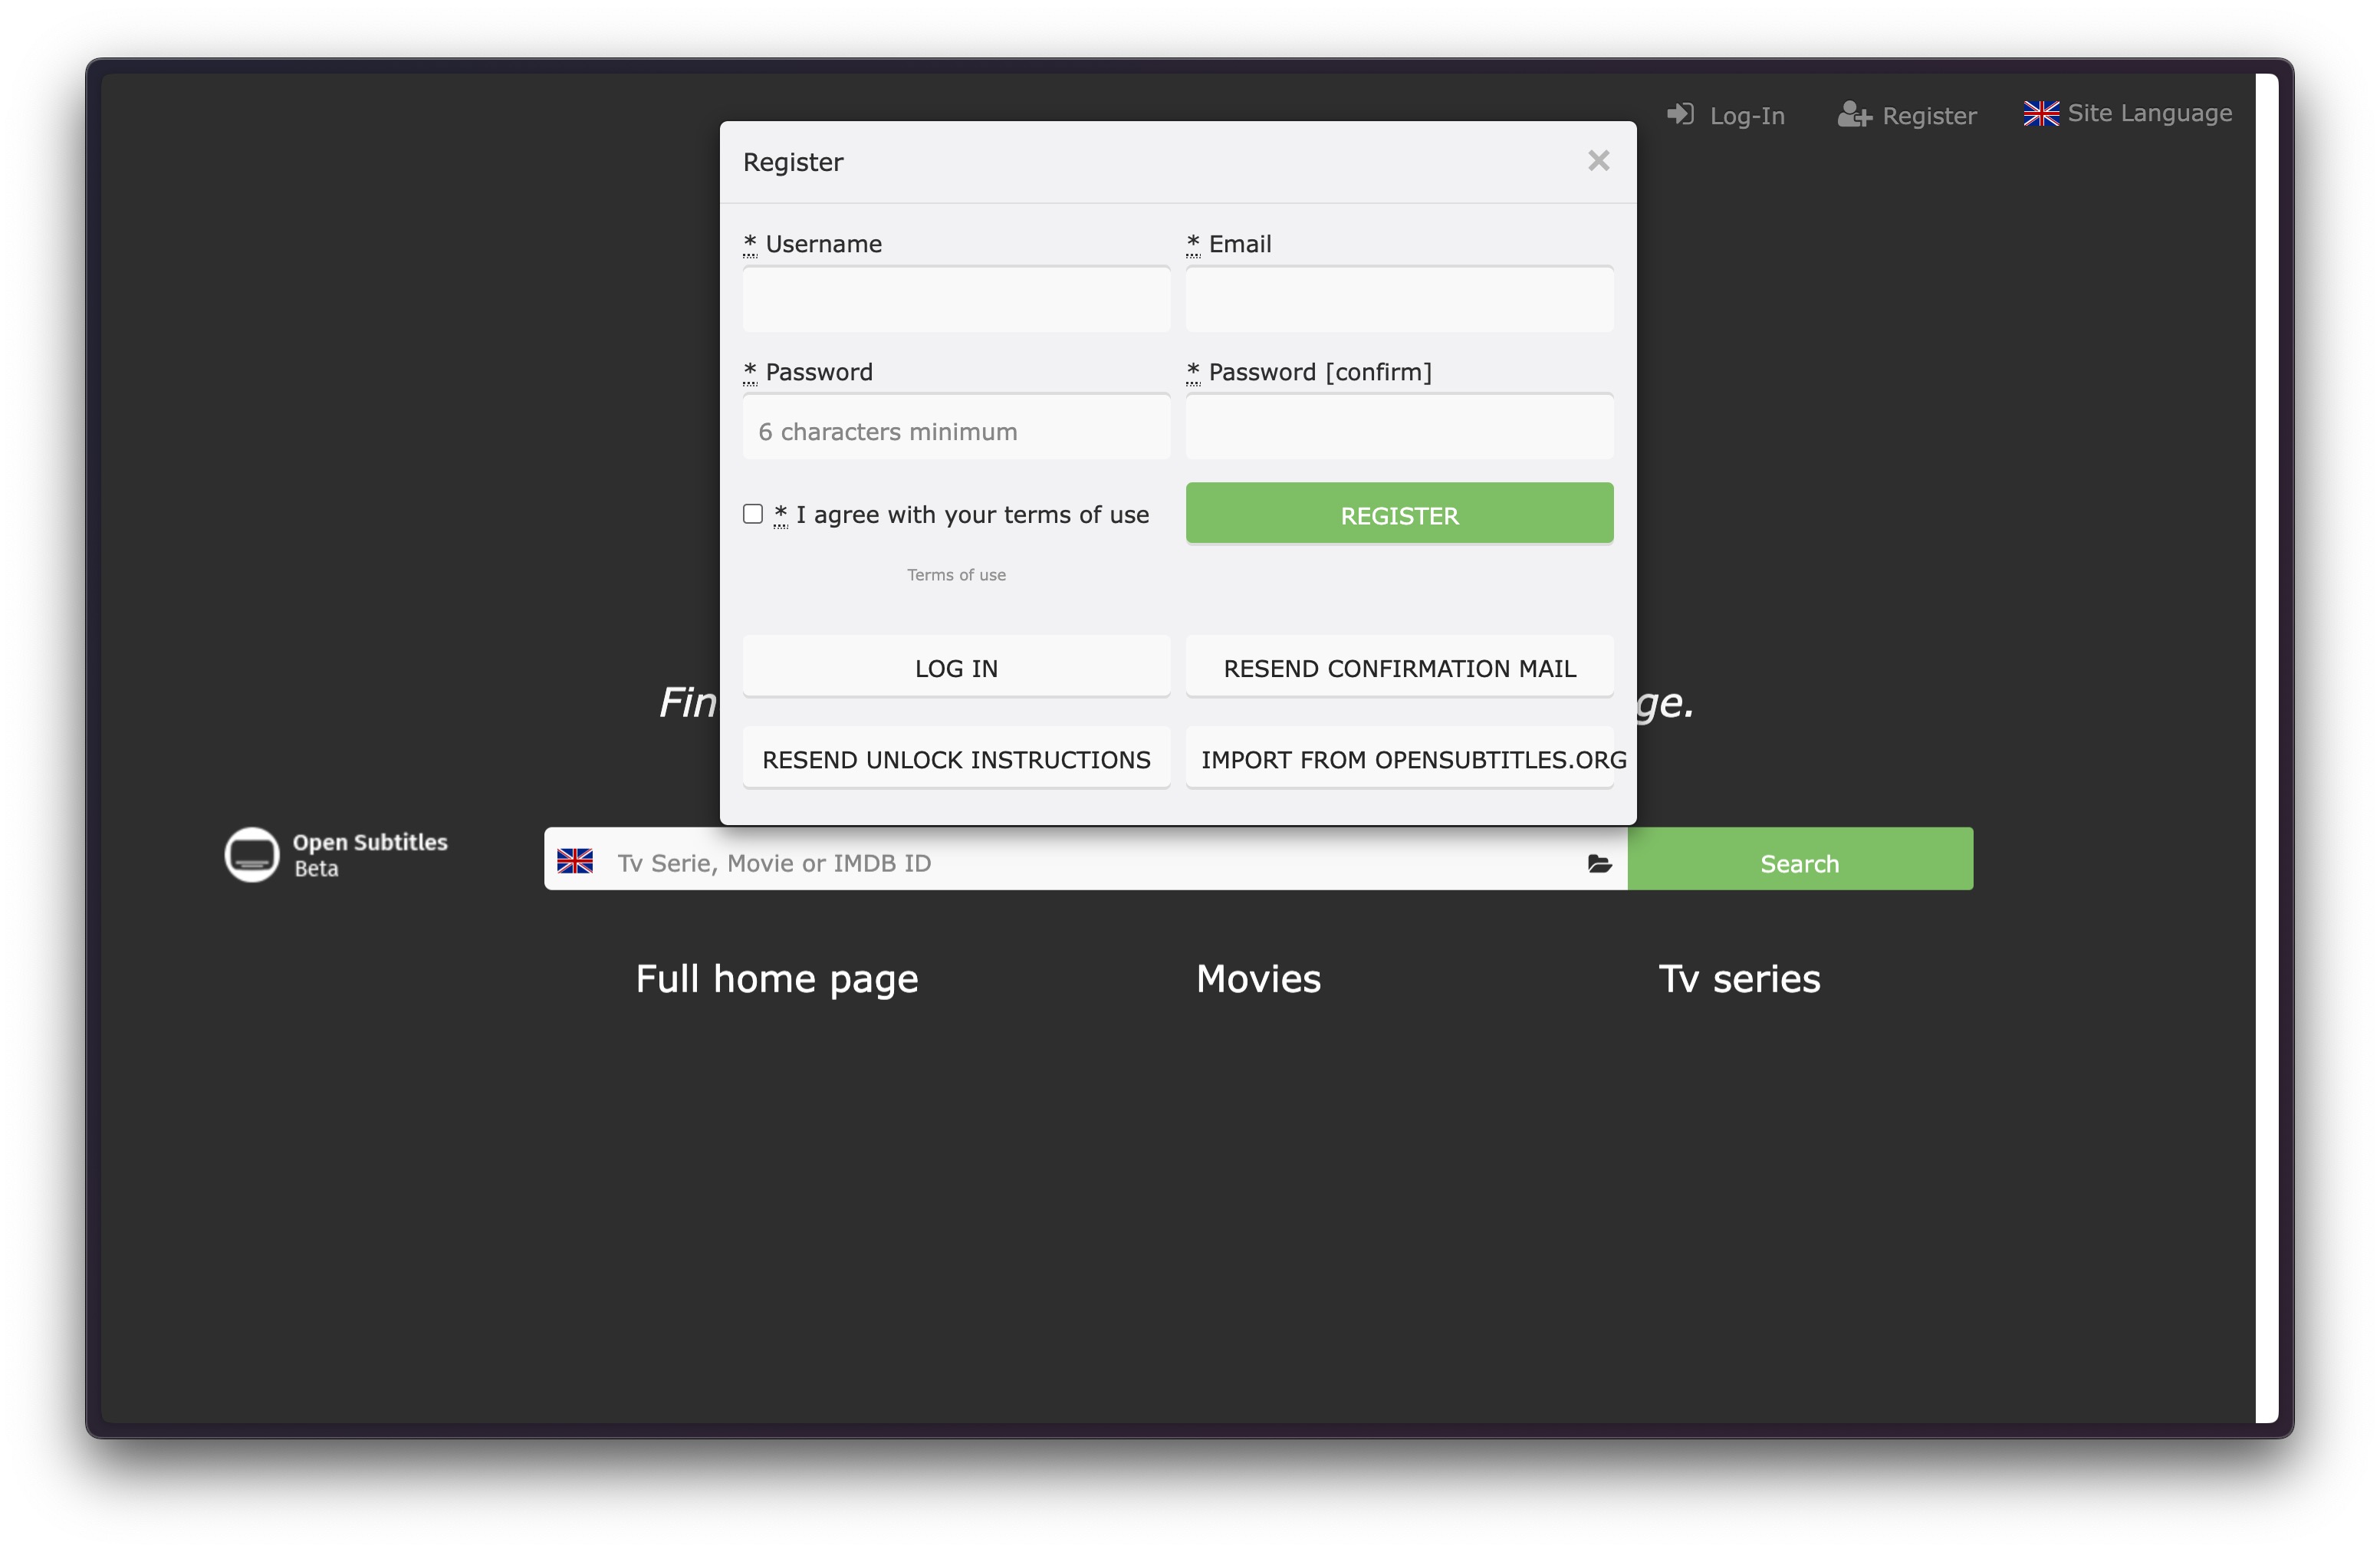 Log-In
Register
Site Language
Register
×
* Username
* Email
* Password
* Password [confirm]
6 characters minimum
* I agree with your terms of use
REGISTER
Terms of use
LOG IN
RESEND CONFIRMATION MAIL
Fin
ge.
RESEND UNLOCK INSTRUCTIONS
IMPORT FROM OPENSUBTITLES.ORG
Open Subtitles
Beta
Tv Serie, Movie or IMDB ID
Search
Full home page
Movies
Tv series